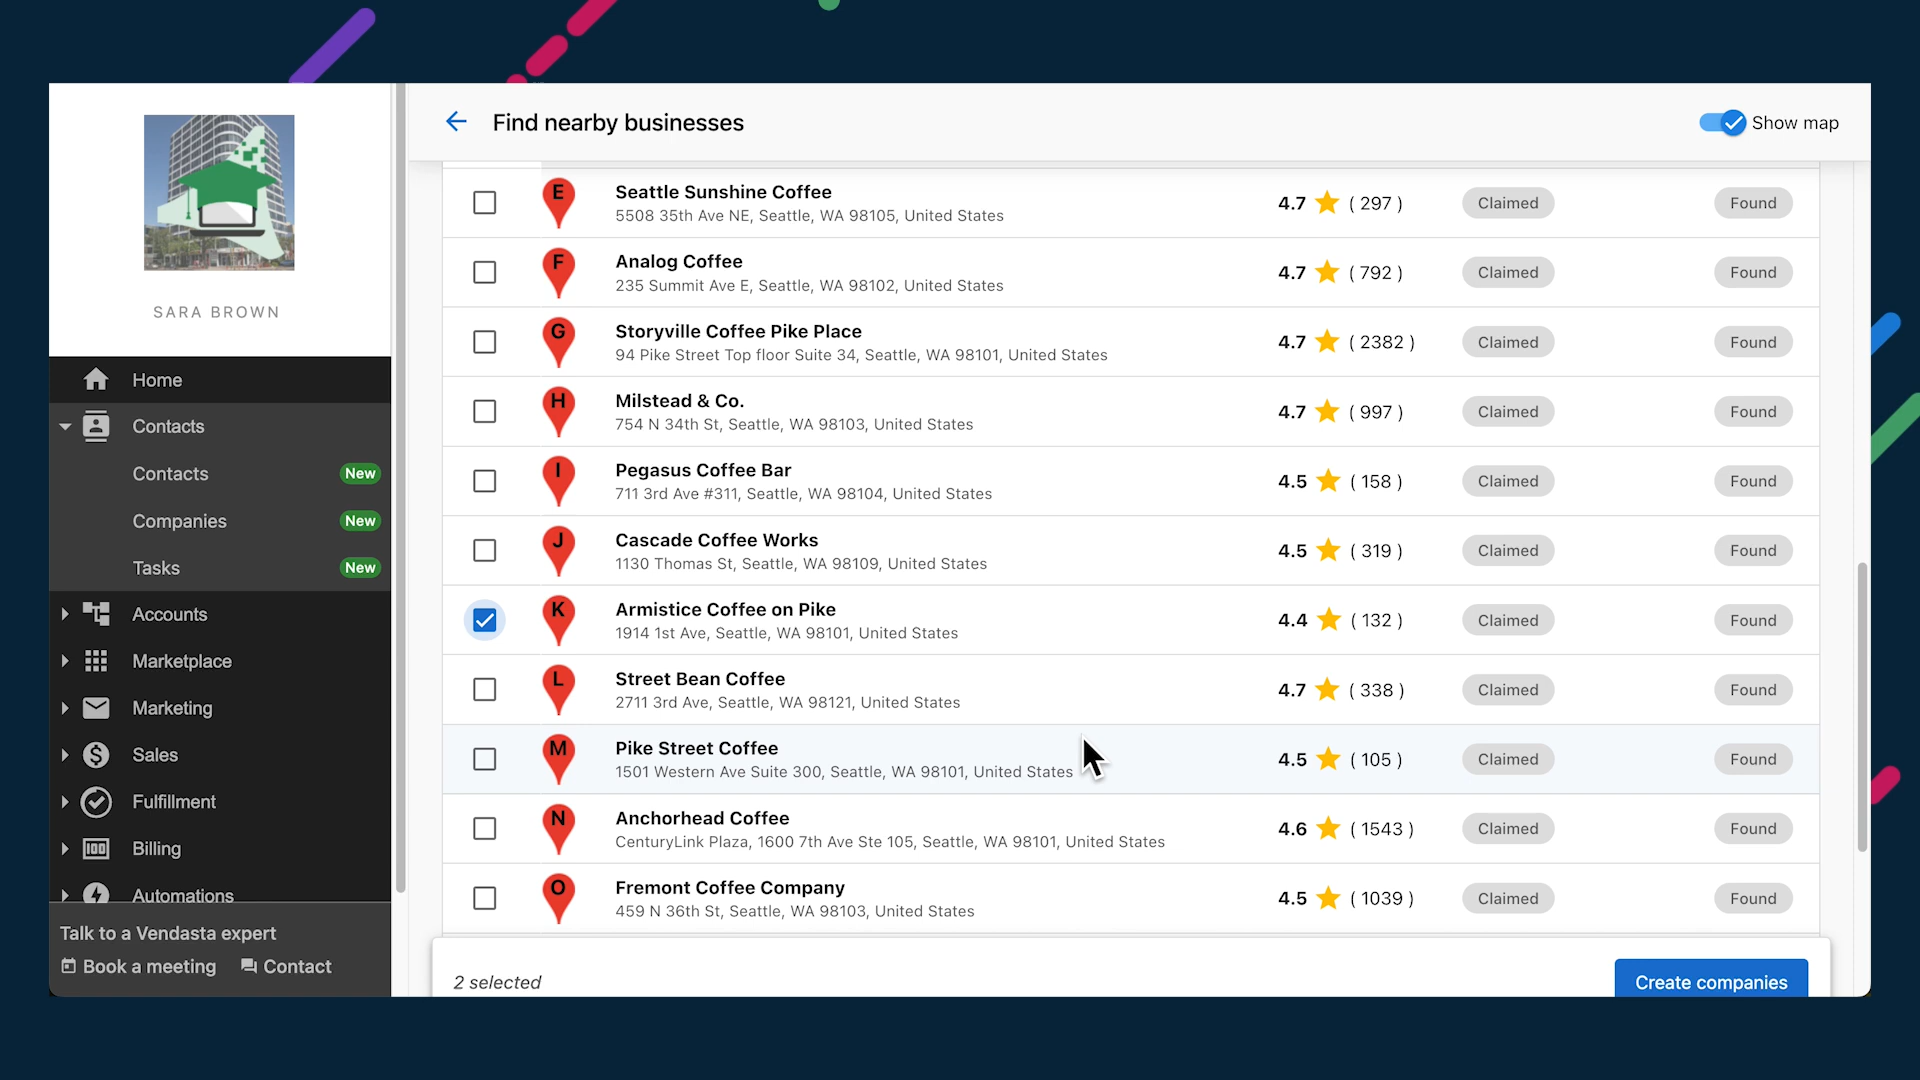 Find nearby businesses
Show map
SARA BROWN
Home
Contacts
Contacts New
Companies New
Tasks New
Accounts
Marketplace
Marketing
Sales
Fulfillment
Billing
Automations
Talk to a Vendasta expert
Book a meeting Contact
E Seattle Sunshine Coffee 4.7 ( 297 ) Claimed Found
5508 35th Ave NE, Seattle, WA 98105, United States
F Analog Coffee 4.7 ( 792 ) Claimed Found
235 Summit Ave E, Seattle, WA 98102, United States
G Storyville Coffee Pike Place 4.7 ( 2382 ) Claimed Found
94 Pike Street Top floor Suite 34, Seattle, WA 98101, United States
H Milstead & Co. 4.7 ( 997 ) Claimed Found
754 N 34th St, Seattle, WA 98103, United States
I Pegasus Coffee Bar 4.5 ( 158 ) Claimed Found
711 3rd Ave #311, Seattle, WA 98104, United States
J Cascade Coffee Works 4.5 ( 319 ) Claimed Found
1130 Thomas St, Seattle, WA 98109, United States
K Armistice Coffee on Pike 4.4 ( 132 ) Claimed Found
1914 1st Ave, Seattle, WA 98101, United States
L Street Bean Coffee 4.7 ( 338 ) Claimed Found
2711 3rd Ave, Seattle, WA 98121, United States
M Pike Street Coffee 4.5 ( 105 ) Claimed Found
1501 Western Ave Suite 300, Seattle, WA 98101, United States
N Anchorhead Coffee 4.6 ( 1543 ) Claimed Found
CenturyLink Plaza, 1600 7th Ave Ste 105, Seattle, WA 98101, United States
O Fremont Coffee Company 4.5 ( 1039 ) Claimed Found
459 N 36th St, Seattle, WA 98103, United States
2 selected
Create companies